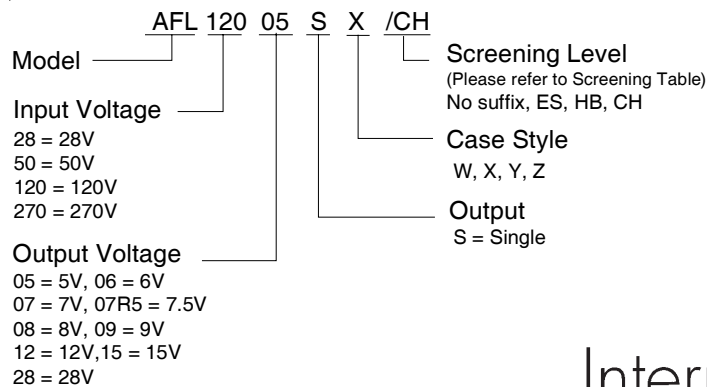 AFL 120 05 S X /CH
Model
Input Voltage
28 = 28V
50 = 50V
120 = 120V
270 = 270V
Output Voltage
05 = 5V, 06 = 6V
07 = 7V, 07R5 = 7.5V
08 = 8V, 09 = 9V
12 = 12V,15 = 15V
28 = 28V
Screening Level
(Please refer to Screening Table)
No suffix, ES, HB, CH
Case Style
W, X, Y, Z
Output
S = Single